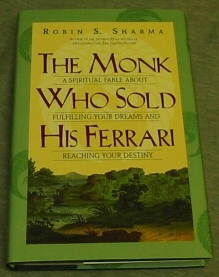 ROBIN S. SHARMA
THE MONK
A SPIRITUAL FABLE ABOUT
WHO SOLD
FULFILLING YOUR DREAMS AND
HIS FERRARI
REACHING YOUR DESTINY